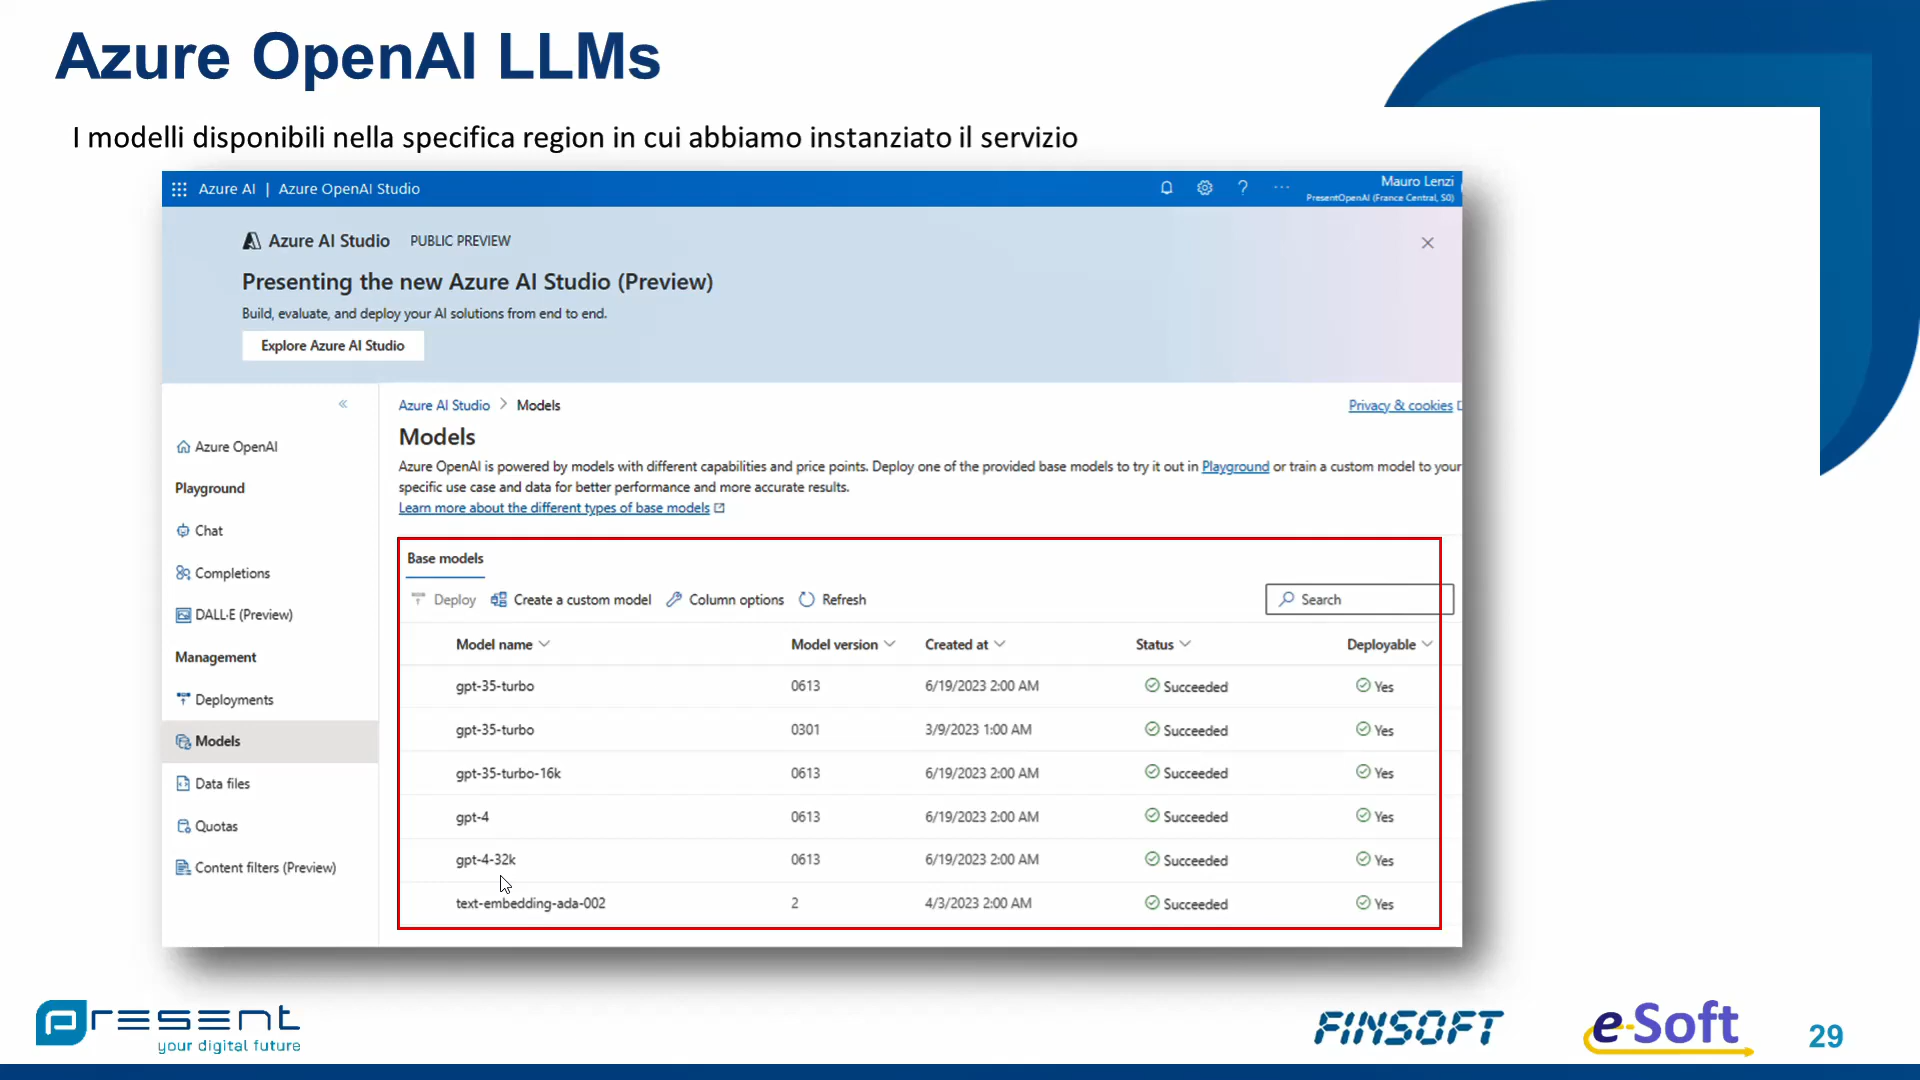 Azure OpenAI LLMs
I modelli disponibili nella specifica region in cui abbiamo instanziato il servizio
Azure AI | Azure OpenAI Studio
Mauro Lenzi
PresentOpenAI (France Central, S0)
Azure AI Studio PUBLIC PREVIEW
Presenting the new Azure AI Studio (Preview)
Build, evaluate, and deploy your AI solutions from end to end.
Explore Azure AI Studio
Azure AI Studio > Models
Privacy & cookies
Models
Azure OpenAI is powered by models with different capabilities and price points. Deploy one of the provided base models to try it out in Playground or train a custom model to your
specific use case and data for better performance and more accurate results.
Learn more about the different types of base models
Azure OpenAI
Playground
Chat
Completions
DALL·E (Preview)
Management
Deployments
Models
Data files
Quotas
Content filters (Preview)
Base models
Deploy Create a custom model Column options Refresh Search
Model name Model version Created at Status Deployable
gpt-35-turbo 0613 6/19/2023 2:00 AM Succeeded Yes
gpt-35-turbo 0301 3/9/2023 1:00 AM Succeeded Yes
gpt-35-turbo-16k 0613 6/19/2023 2:00 AM Succeeded Yes
gpt-4 0613 6/19/2023 2:00 AM Succeeded Yes
gpt-4-32k 0613 6/19/2023 2:00 AM Succeeded Yes
text-embedding-ada-002 2 4/3/2023 2:00 AM Succeeded Yes
present
your digital future
FINSOFT
e-Soft
29